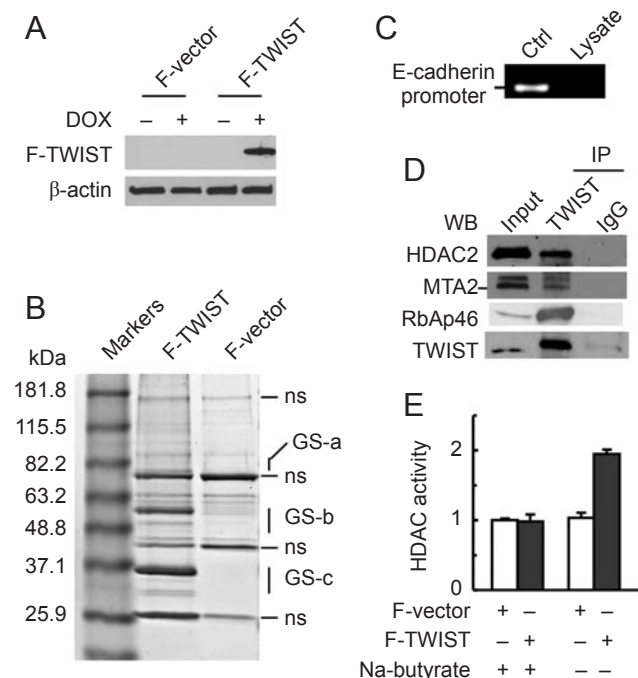 A
F-vector
F-TWIST
DOX – + – +
F-TWIST
β-actin
B
kDa
Markers
F-TWIST
F-vector
181.8
115.5
82.2
63.2
48.8
37.1
25.9
ns
GS-a
ns
GS-b
ns
GS-c
ns
C
Ctrl
Lysate
E-cadherin
promoter
D
IP
WB
Input
TWIST
IgG
HDAC2
MTA2
RbAp46
TWIST
E
HDAC activity
2
1
0
F-vector + – + –
F-TWIST – + – +
Na-butyrate + + – –